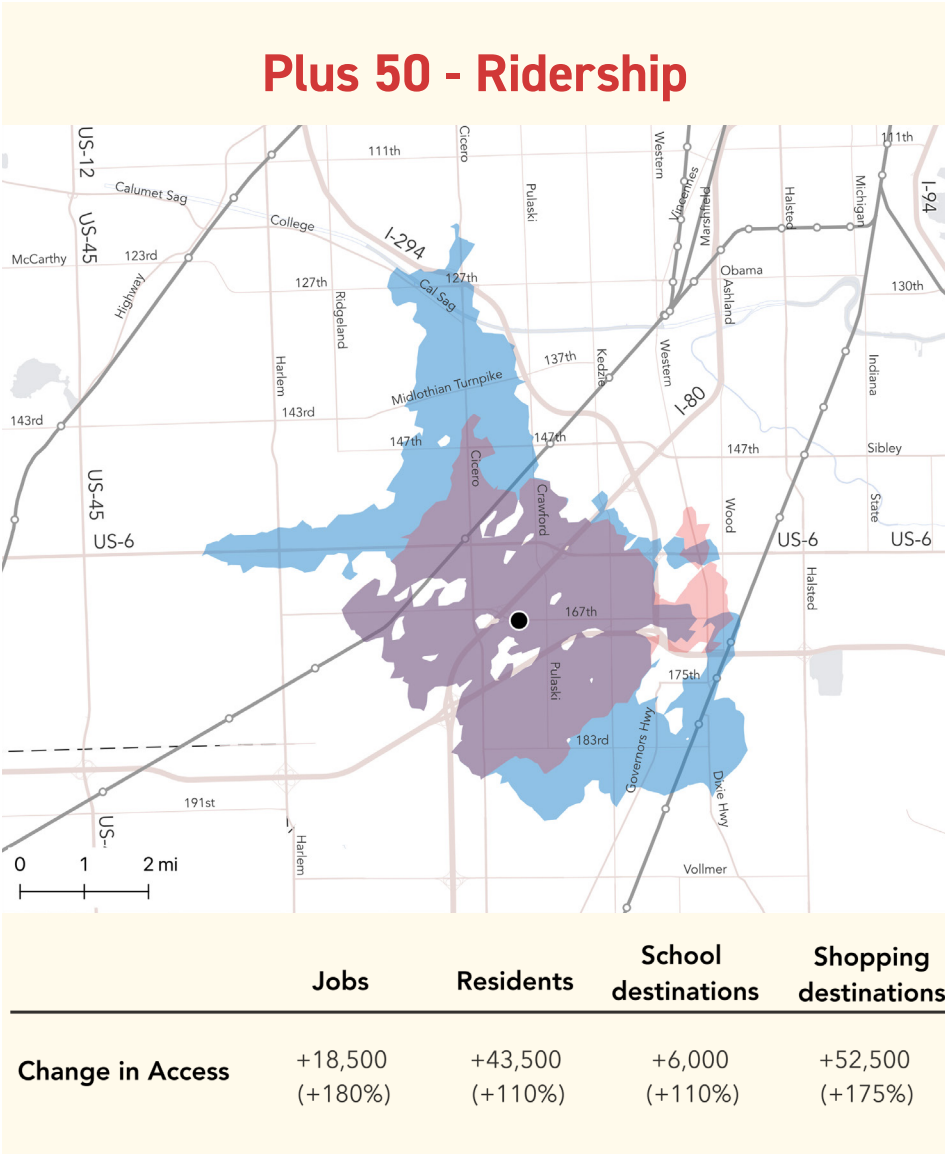 Plus 50 - Ridership
US-12
Cicero
Western
111th
111th
Vincennes
Marshfield
Halsted
Michigan
I-94
Calumet Sag
Pulaski
College
US-45
I-294
McCarthy
123rd
127th
127th
Cal Sag
Obama
Ashland
130th
Highway
Ridgeland
Harlem
Midlothian Turnpike
137th
Kedzie
Western
Indiana
I-80
143rd
143rd
147th
147th
147th
Sibley
Cicero
Crawford
US-45
Wood
State
US-6
US-6
US-6
Halsted
167th
Pulaski
175th
183rd
Governors Hwy
Dixie Hwy
191st
US-
Harlem
Vollmer
0 1 2 mi
Jobs Residents School destinations Shopping destinations
Change in Access
+18,500 +43,500 +6,000 +52,500
(+180%) (+110%) (+110%) (+175%)